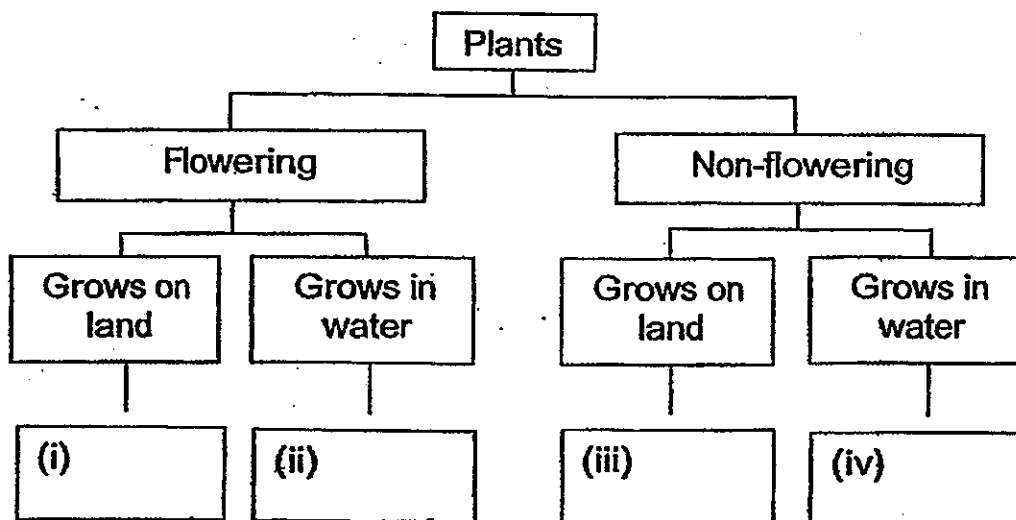 Plants
Flowering
Non-flowering
Grows on
land
Grows in
water
Grows on
land
Grows in
water
(i)
(ii)
(iii)
(iv)